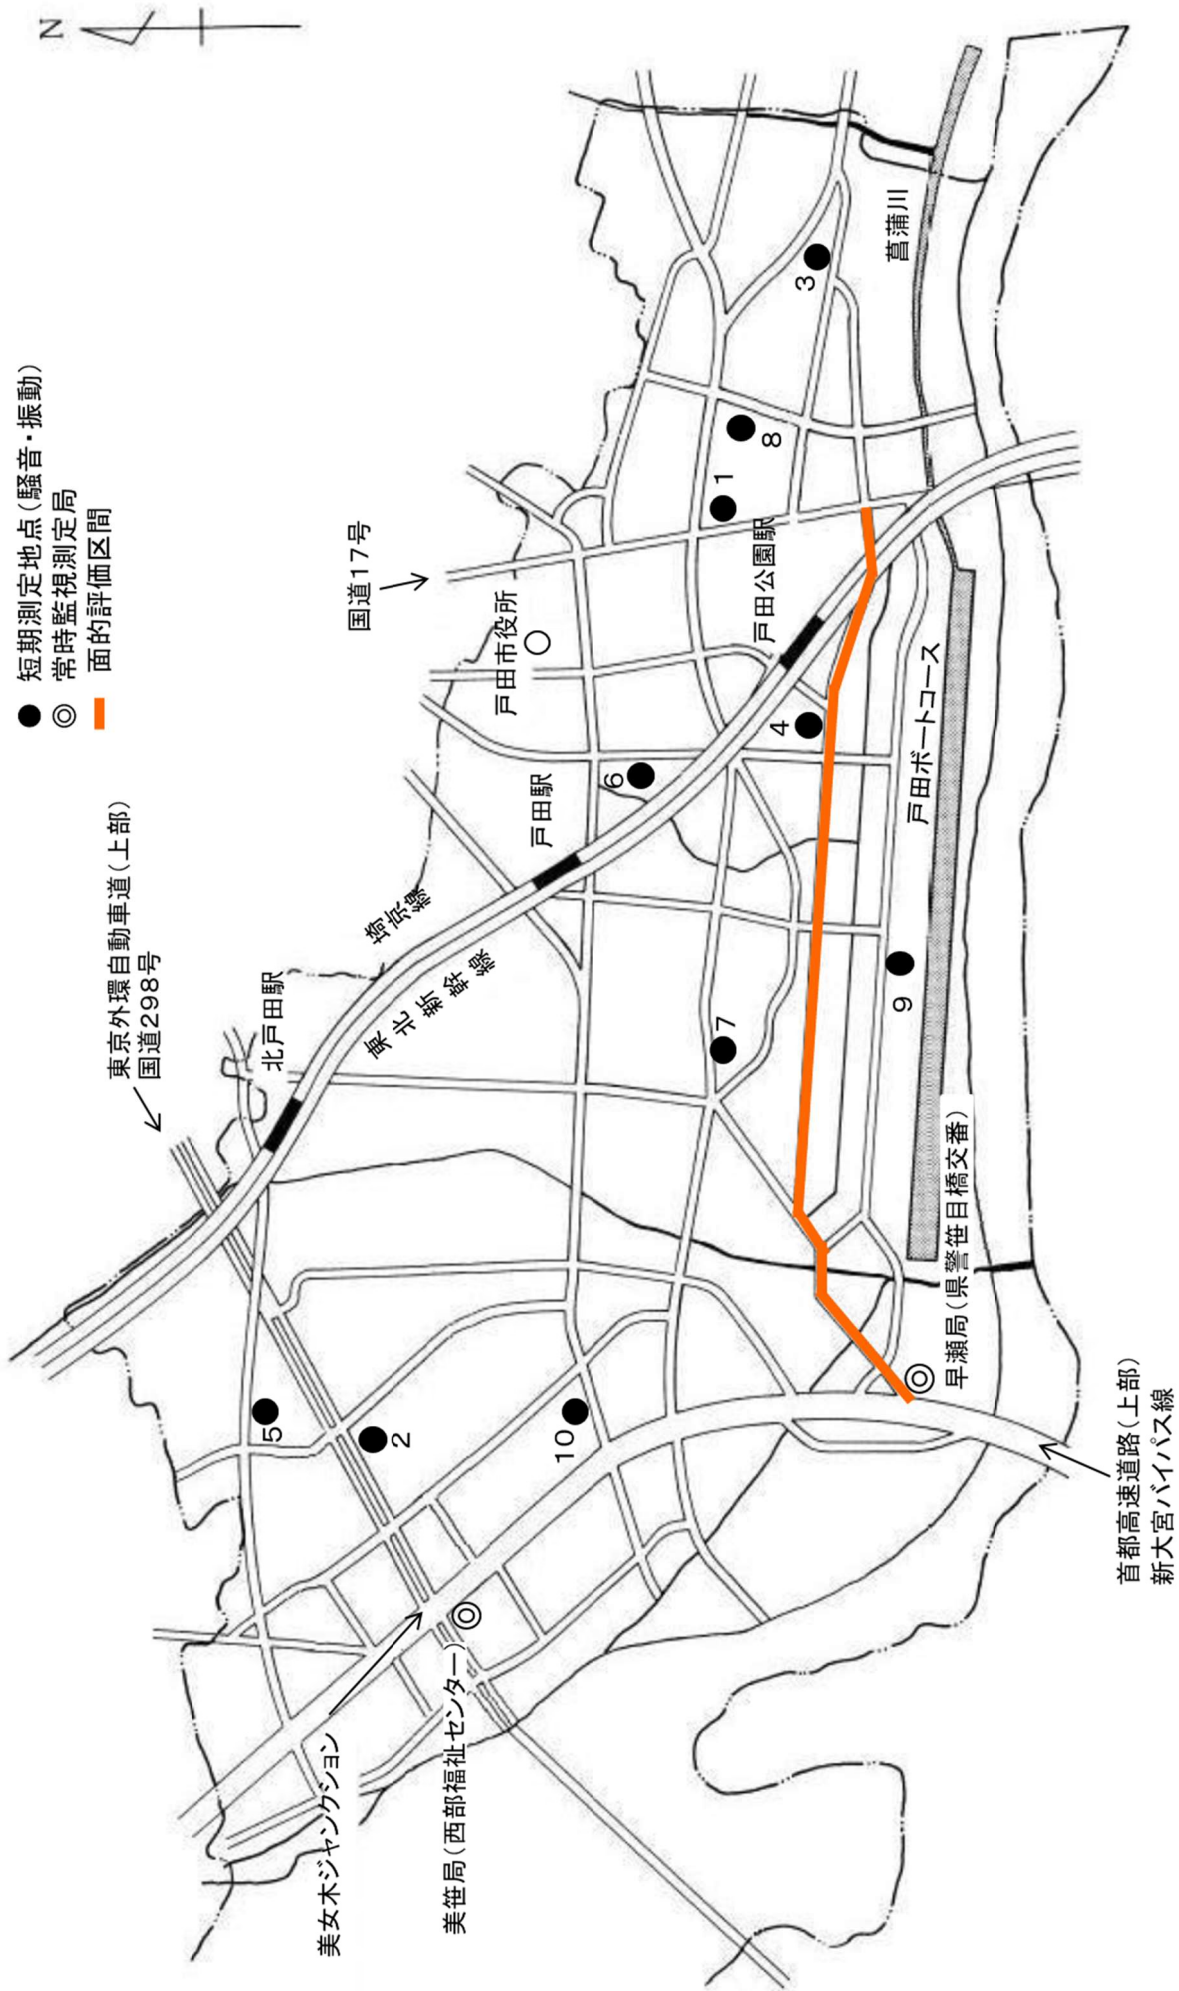 N
● 短期測定地点(騒音・振動)
◎ 常時監視測定局
面的評価区間
東京外環自動車道(上部)
国道298号
国道17号
北戸田駅
埼京線
東北新幹線
戸田駅
戸田市役所
戸田公園駅
菖蒲川
戸田ボートコース
美女木ジャンクション
美笹局(西部福祉センター)
早瀬局(県警笹目橋交番)
首都高速道路(上部)
新大宮バイパス線
5
2
10
7
9
6
4
1
8
3